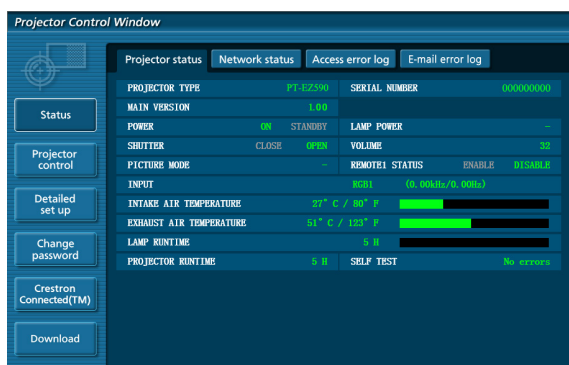 Projector Control Window
Projector status Network status Access error log E-mail error log
Status
Projector control
Detailed set up
Change password
Crestron Connected(TM)
Download
PROJECTOR TYPE PT-EZ590 SERIAL NUMBER 000000000
MAIN VERSION 1.00
POWER ON STANDBY LAMP POWER -
SHUTTER CLOSE OPEN VOLUME 32
PICTURE MODE - REMOTE1 STATUS ENABLE DISABLE
INPUT RGB1 (0.00kHz/0.00Hz)
INTAKE AIR TEMPERATURE 27° C / 80° F
EXHAUST AIR TEMPERATURE 51° C / 123° F
LAMP RUNTIME 5 H
PROJECTOR RUNTIME 5 H SELF TEST No errors